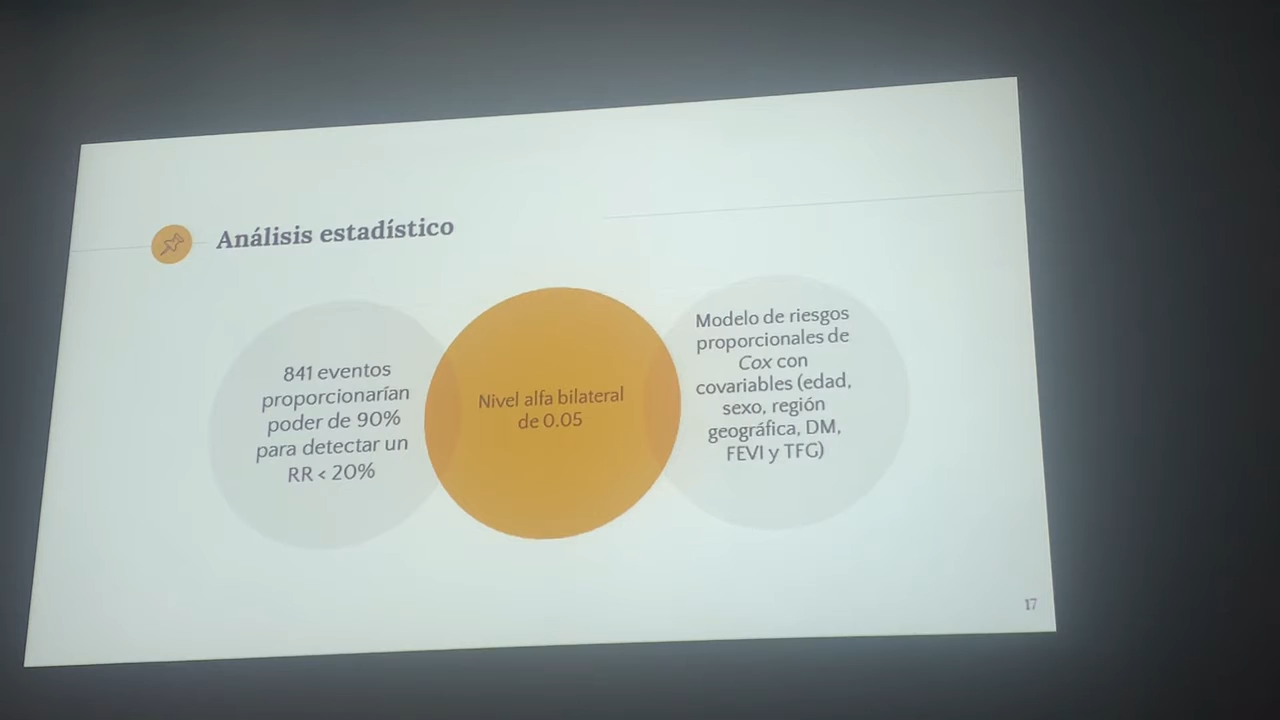 Análisis estadístico
841 eventos
proporcionarían
poder de 90%
para detectar un
RR < 20%
Nivel alfa bilateral
de 0.05
Modelo de riesgos
proporcionales de
Cox con
covariables (edad,
sexo, región
geográfica, DM,
FEVI y TFG)
17